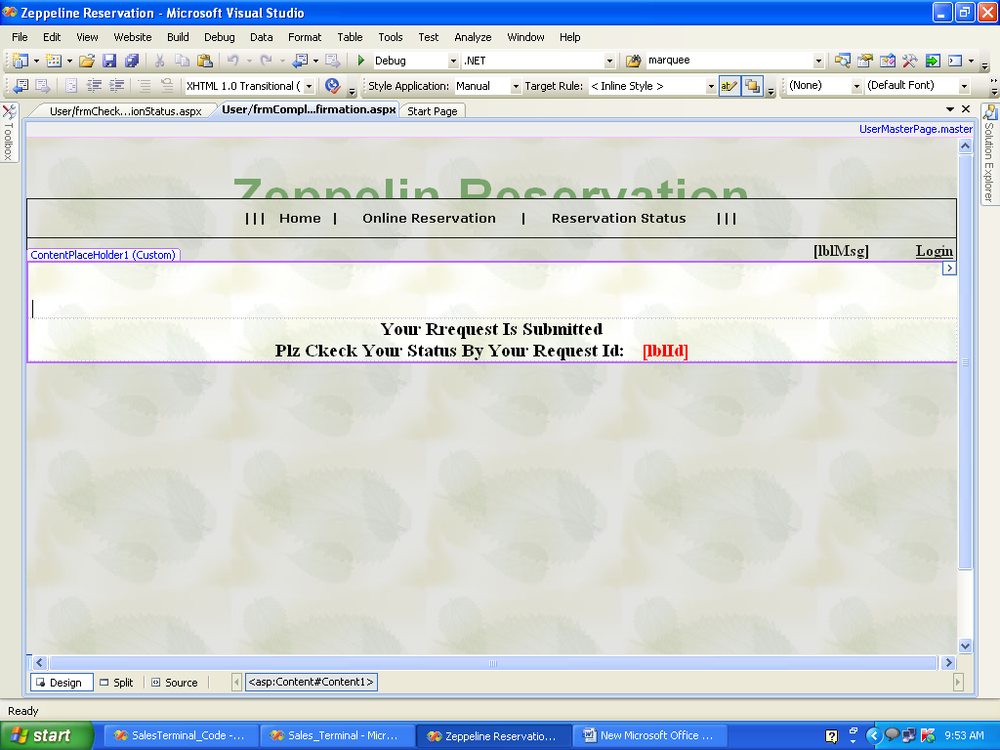 Zeppeline Reservation - Microsoft Visual Studio
File Edit View Website Build Debug Data Format Table Tools Test Analyze Window Help
Debug .NET marquee
XHTML 1.0 Transitional ( Style Application: Manual Target Rule: < Inline Style > (None) (Default Font)
User/frmCheck...ionStatus.aspx User/frmCompl...firmation.aspx Start Page
Toolbox
Solution Explorer
UserMasterPage.master
Zeppelin Reservation
||| Home | Online Reservation | Reservation Status |||
[lblMsg] Login
ContentPlaceHolder1 (Custom)
Your Rrequest Is Submitted
Plz Ckeck Your Status By Your Request Id: [lblId]
Design Split Source <asp:Content#Content1>
Ready
start SalesTerminal_Code -... Sales_Terminal - Micr... Zeppeline Reservatio... New Microsoft Office ... 9:53 AM